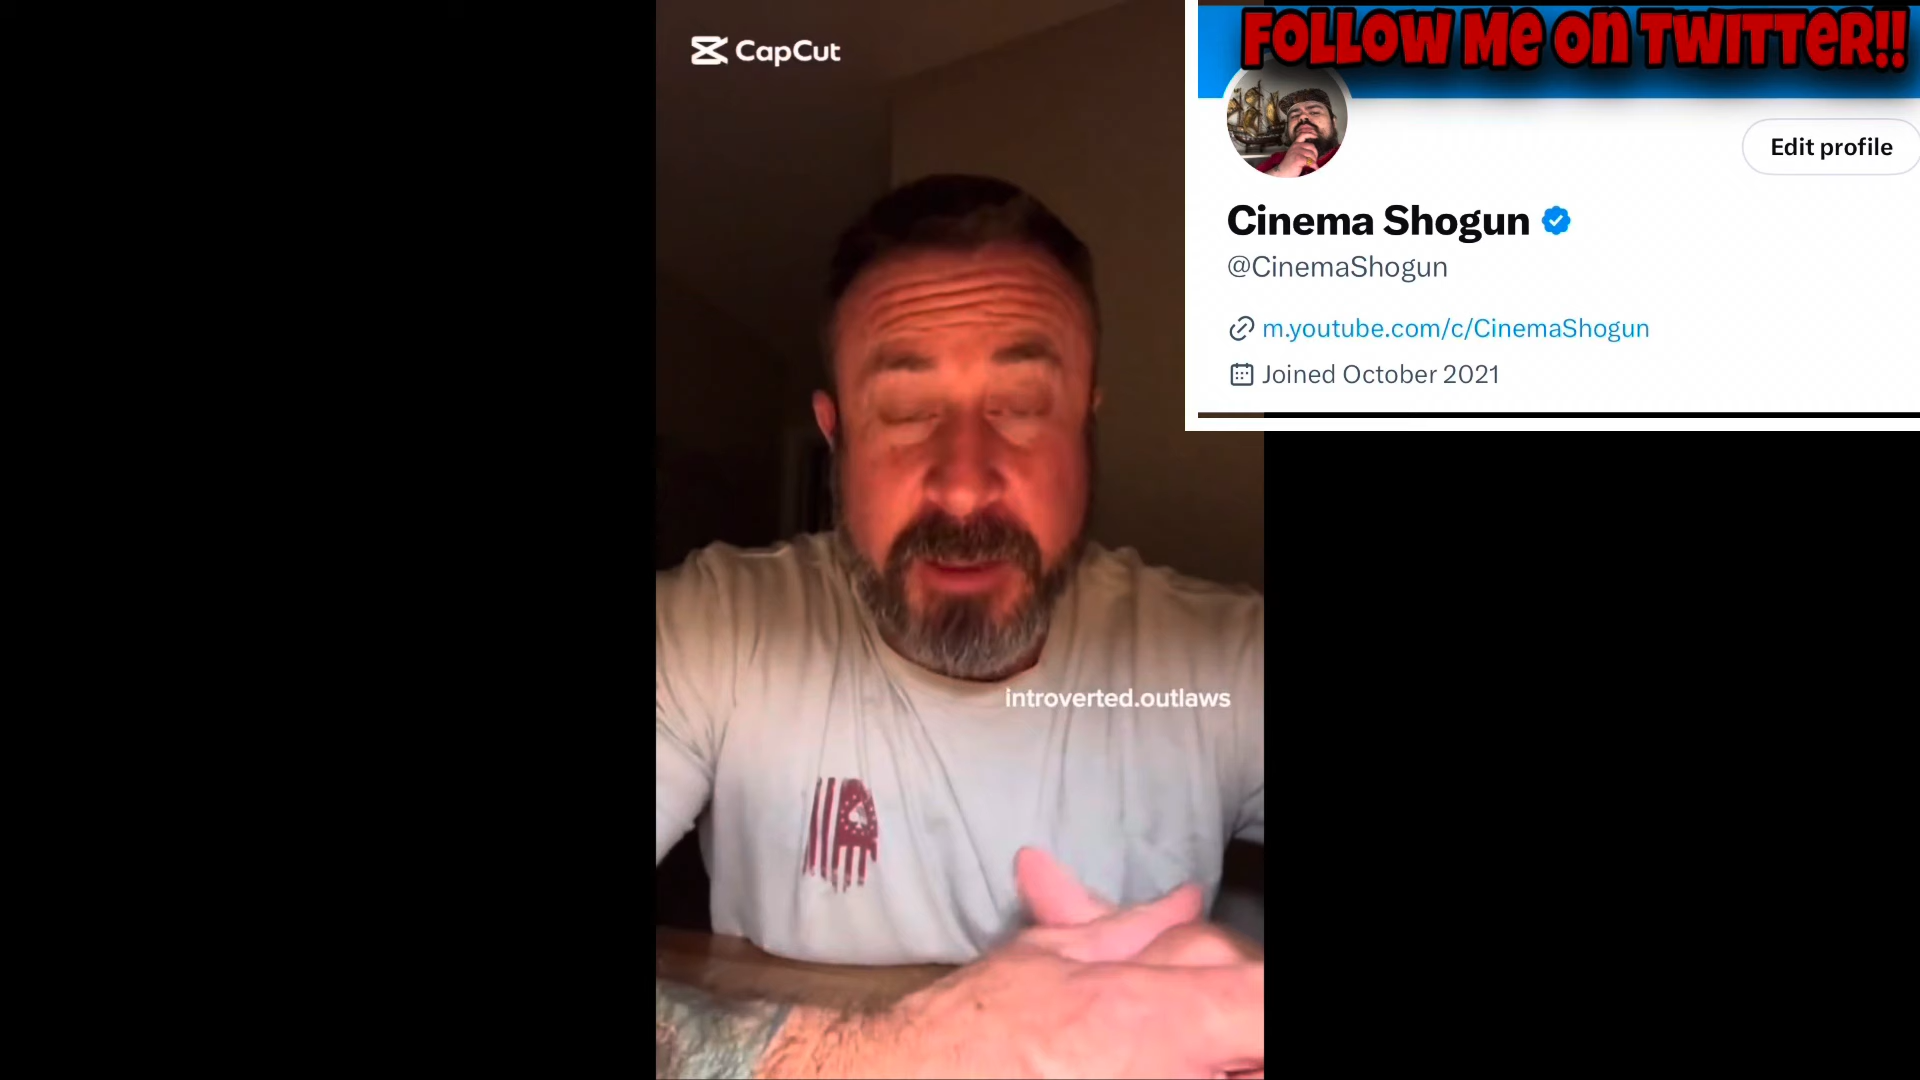 CapCut
FOLLOW Me on TWITTER!!
Edit profile
Cinema Shogun
@CinemaShogun
m.youtube.com/c/CinemaShogun
Joined October 2021
introverted.outlaws